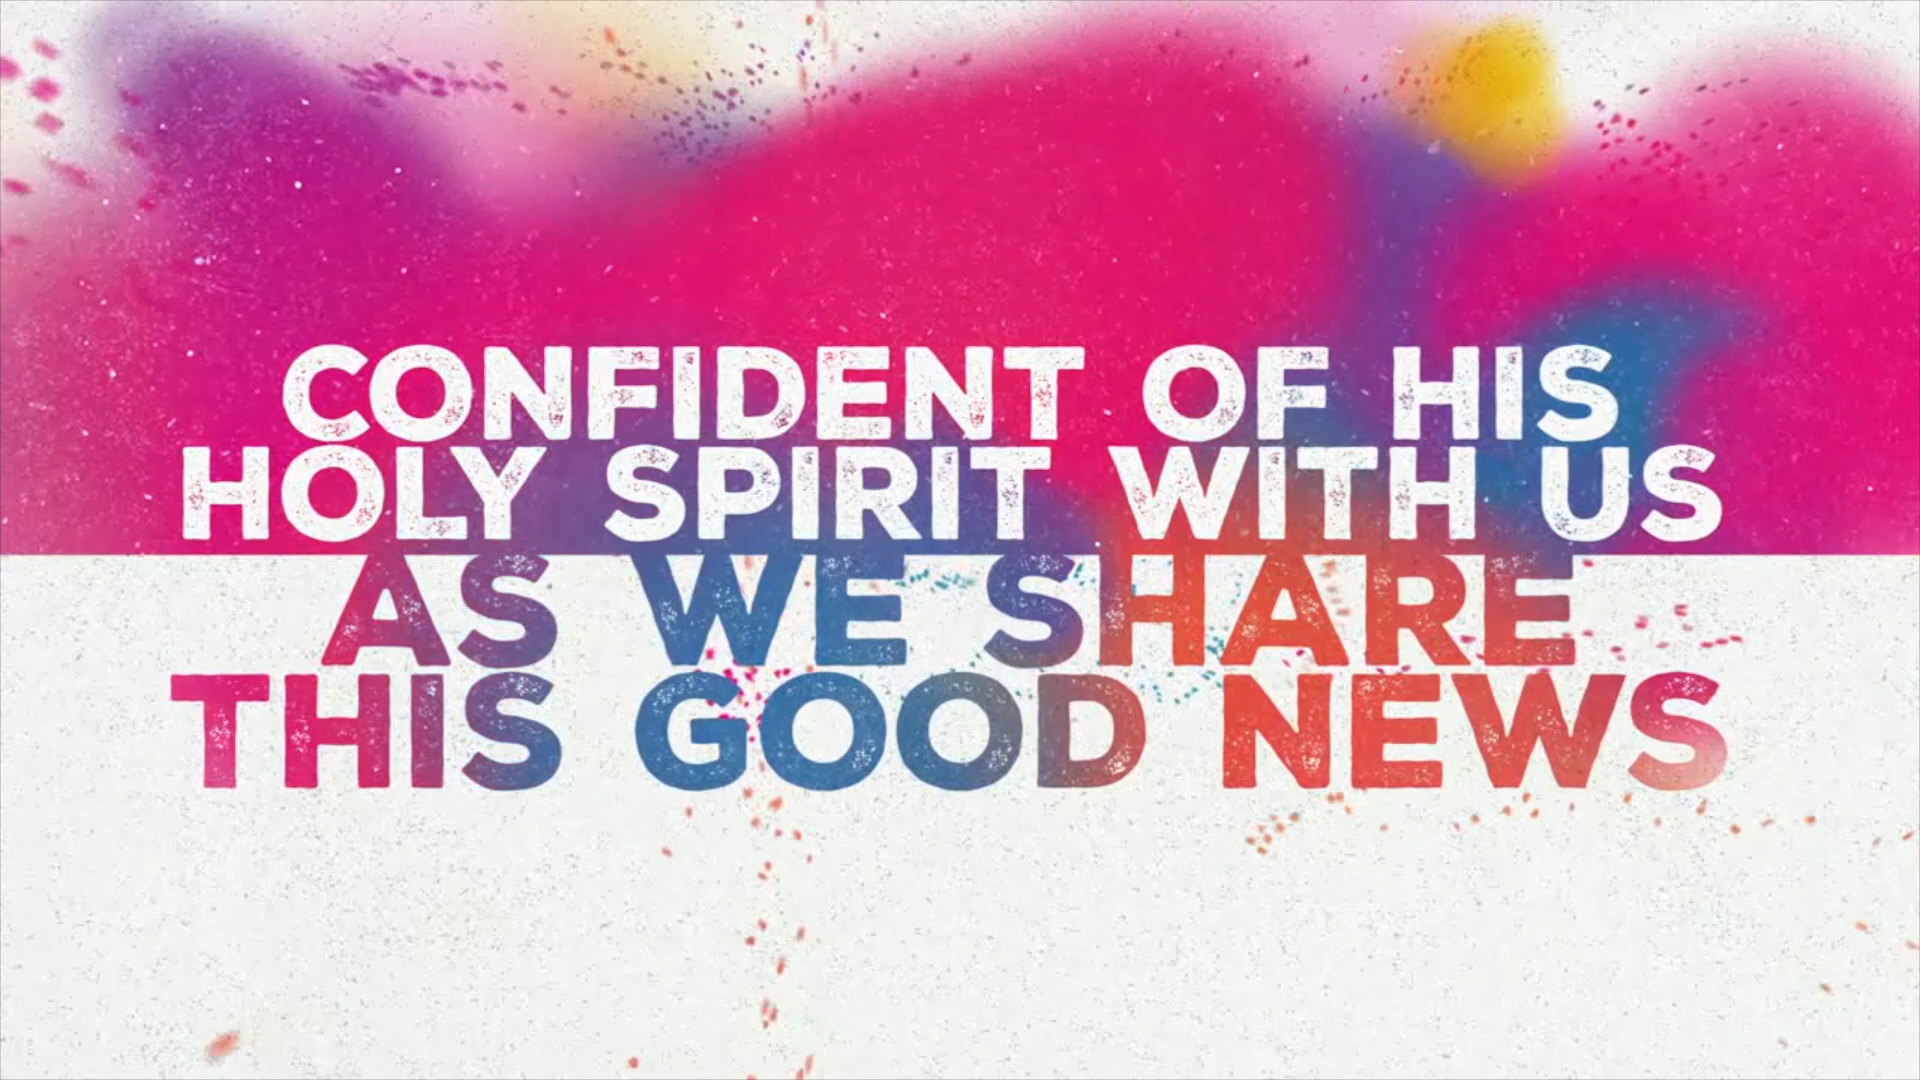 CONFIDENT OF HIS
HOLY SPIRIT WITH US
AS WE SHARE
THIS GOOD NEWS